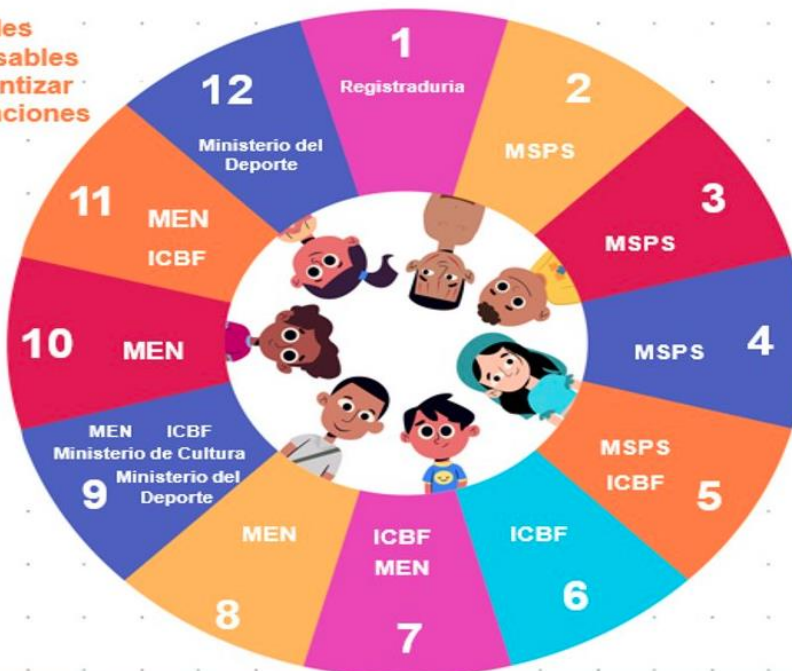 les
sables
ntizar
aciones
1
Registraduria
2
MSPS
3
MSPS
4
MSPS
5
MSPS
ICBF
6
ICBF
7
ICBF
MEN
8
MEN
9
MEN ICBF
Ministerio de Cultura
Ministerio del
Deporte
10
MEN
11
MEN
ICBF
12
Ministerio del
Deporte